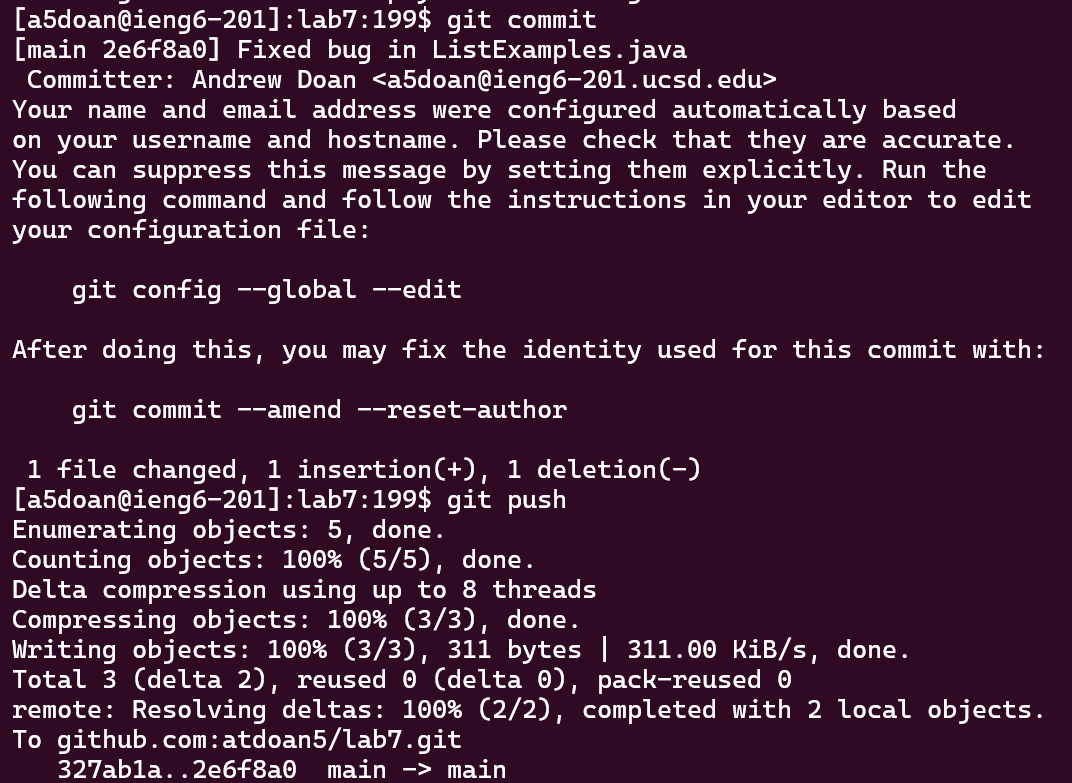 [a5doan@ieng6-201]:lab7:199$ git commit
[main 2e6f8a0] Fixed bug in ListExamples.java
 Committer: Andrew Doan <a5doan@ieng6-201.ucsd.edu>
Your name and email address were configured automatically based
on your username and hostname. Please check that they are accurate.
You can suppress this message by setting them explicitly. Run the
following command and follow the instructions in your editor to edit
your configuration file:

    git config --global --edit

After doing this, you may fix the identity used for this commit with:

    git commit --amend --reset-author

 1 file changed, 1 insertion(+), 1 deletion(-)
[a5doan@ieng6-201]:lab7:199$ git push
Enumerating objects: 5, done.
Counting objects: 100% (5/5), done.
Delta compression using up to 8 threads
Compressing objects: 100% (3/3), done.
Writing objects: 100% (3/3), 311 bytes | 311.00 KiB/s, done.
Total 3 (delta 2), reused 0 (delta 0), pack-reused 0
remote: Resolving deltas: 100% (2/2), completed with 2 local objects.
To github.com:atdoan5/lab7.git
   327ab1a..2e6f8a0  main -> main